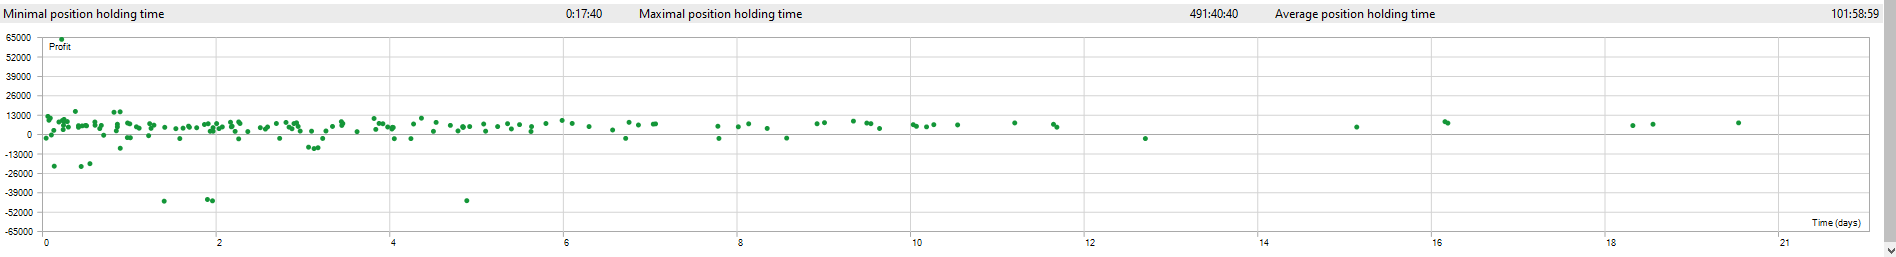 Minimal position holding time 0:17:40 Maximal position holding time 491:40:40 Average position holding time 101:58:59
65000
Profit
52000
39000
26000
13000
0
-13000
-26000
-39000
-52000
Time (days)
-65000
0 2 4 6 8 10 12 14 16 18 21